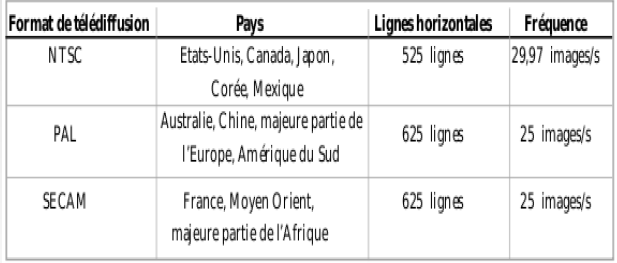 Format de télédiffusion Pays Lignes horizontales Fréquence
NTSC Etats-Unis, Canada, Japon, 525 lignes 29,97 images/s
Corée, Mexique
PAL Australie, Chine, majeure partie de 625 lignes 25 images/s
l'Europe, Amérique du Sud
SECAM France, Moyen Orient, 625 lignes 25 images/s
majeure partie de l'Afrique